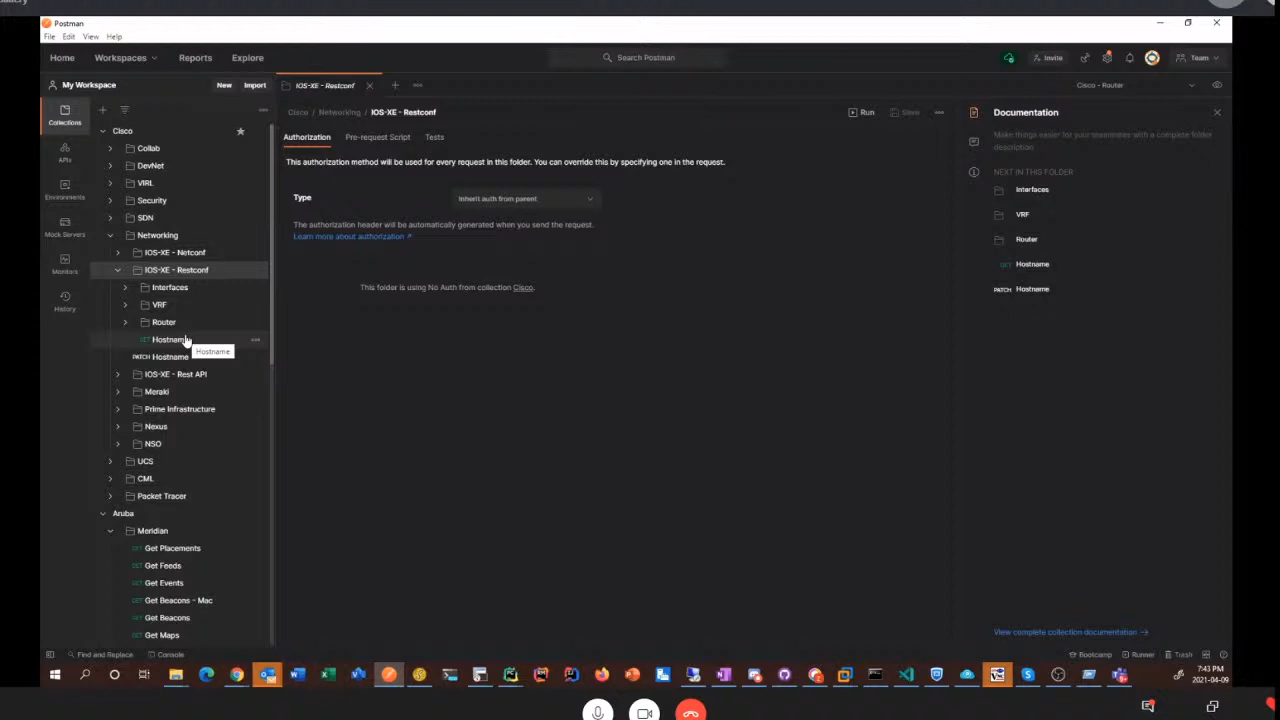 Postman
File Edit View Help
Home Workspaces Reports Explore
Search Postman
Invite
Team
My Workspace
New Import
IOS-XE - Restconf
Cisco - Router
Collections
APIs
Environments
Mock Servers
Monitors
History
Cisco
Collab
DevNet
VIRL
Security
SDN
Networking
IOS-XE - Netconf
IOS-XE - Restconf
Interfaces
VRF
Router
GET Hostname
Hostname
PATCH Hostname
IOS-XE - Rest API
Meraki
Prime Infrastructure
Nexus
NSO
UCS
CML
Packet Tracer
Aruba
Meridian
GET Get Placements
GET Get Feeds
GET Get Events
GET Get Beacons - Mac
GET Get Beacons
GET Get Maps
Cisco / Networking / IOS-XE - Restconf
Run Save
Authorization Pre-request Script Tests
This authorization method will be used for every request in this folder. You can override this by specifying one in the request.
Type Inherit auth from parent
The authorization header will be automatically generated when you send the request.
Learn more about authorization
This folder is using No Auth from collection Cisco.
Documentation
Make things easier for your teammates with a complete folder
description
NEXT IN THIS FOLDER
Interfaces
VRF
Router
GET Hostname
PATCH Hostname
View complete collection documentation →
Find and Replace Console
Bootcamp Runner Trash
7:43 PM
2021-04-09